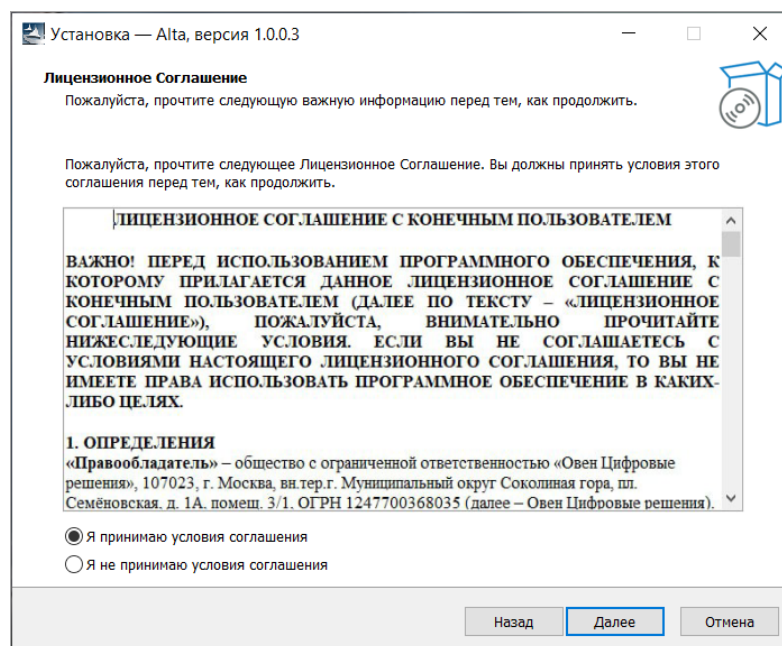 Установка — Alta, версия 1.0.0.3
Лицензионное Соглашение
Пожалуйста, прочтите следующую важную информацию перед тем, как продолжить.
Пожалуйста, прочтите следующее Лицензионное Соглашение. Вы должны принять условия этого
соглашения перед тем, как продолжить.
ЛИЦЕНЗИОННОЕ СОГЛАШЕНИЕ С КОНЕЧНЫМ ПОЛЬЗОВАТЕЛЕМ
ВАЖНО! ПЕРЕД ИСПОЛЬЗОВАНИЕМ ПРОГРАММНОГО ОБЕСПЕЧЕНИЯ, К
КОТОРОМУ ПРИЛАГАЕТСЯ ДАННОЕ ЛИЦЕНЗИОННОЕ СОГЛАШЕНИЕ С
КОНЕЧНЫМ ПОЛЬЗОВАТЕЛЕМ (ДАЛЕЕ ПО ТЕКСТУ – «ЛИЦЕНЗИОННОЕ
СОГЛАШЕНИЕ»), ПОЖАЛУЙСТА, ВНИМАТЕЛЬНО ПРОЧИТАЙТЕ
НИЖЕСЛЕДУЮЩИЕ УСЛОВИЯ. ЕСЛИ ВЫ НЕ СОГЛАШАЕТЕСЬ С
УСЛОВИЯМИ НАСТОЯЩЕГО ЛИЦЕНЗИОННОГО СОГЛАШЕНИЯ, ТО ВЫ НЕ
ИМЕЕТЕ ПРАВА ИСПОЛЬЗОВАТЬ ПРОГРАММНОЕ ОБЕСПЕЧЕНИЕ В КАКИХ-
ЛИБО ЦЕЛЯХ.
1. ОПРЕДЕЛЕНИЯ
«Правообладатель» – общество с ограниченной ответственностью «Овен Цифровые
решения», 107023, г. Москва, вн.тер.г. Муниципальный округ Соколиная гора, пл.
Семёновская, д. 1А, помещ. 3/1, ОГРН 1247700368035 (далее – Овен Цифровые решения).
Я принимаю условия соглашения
Я не принимаю условия соглашения
Назад
Далее
Отмена